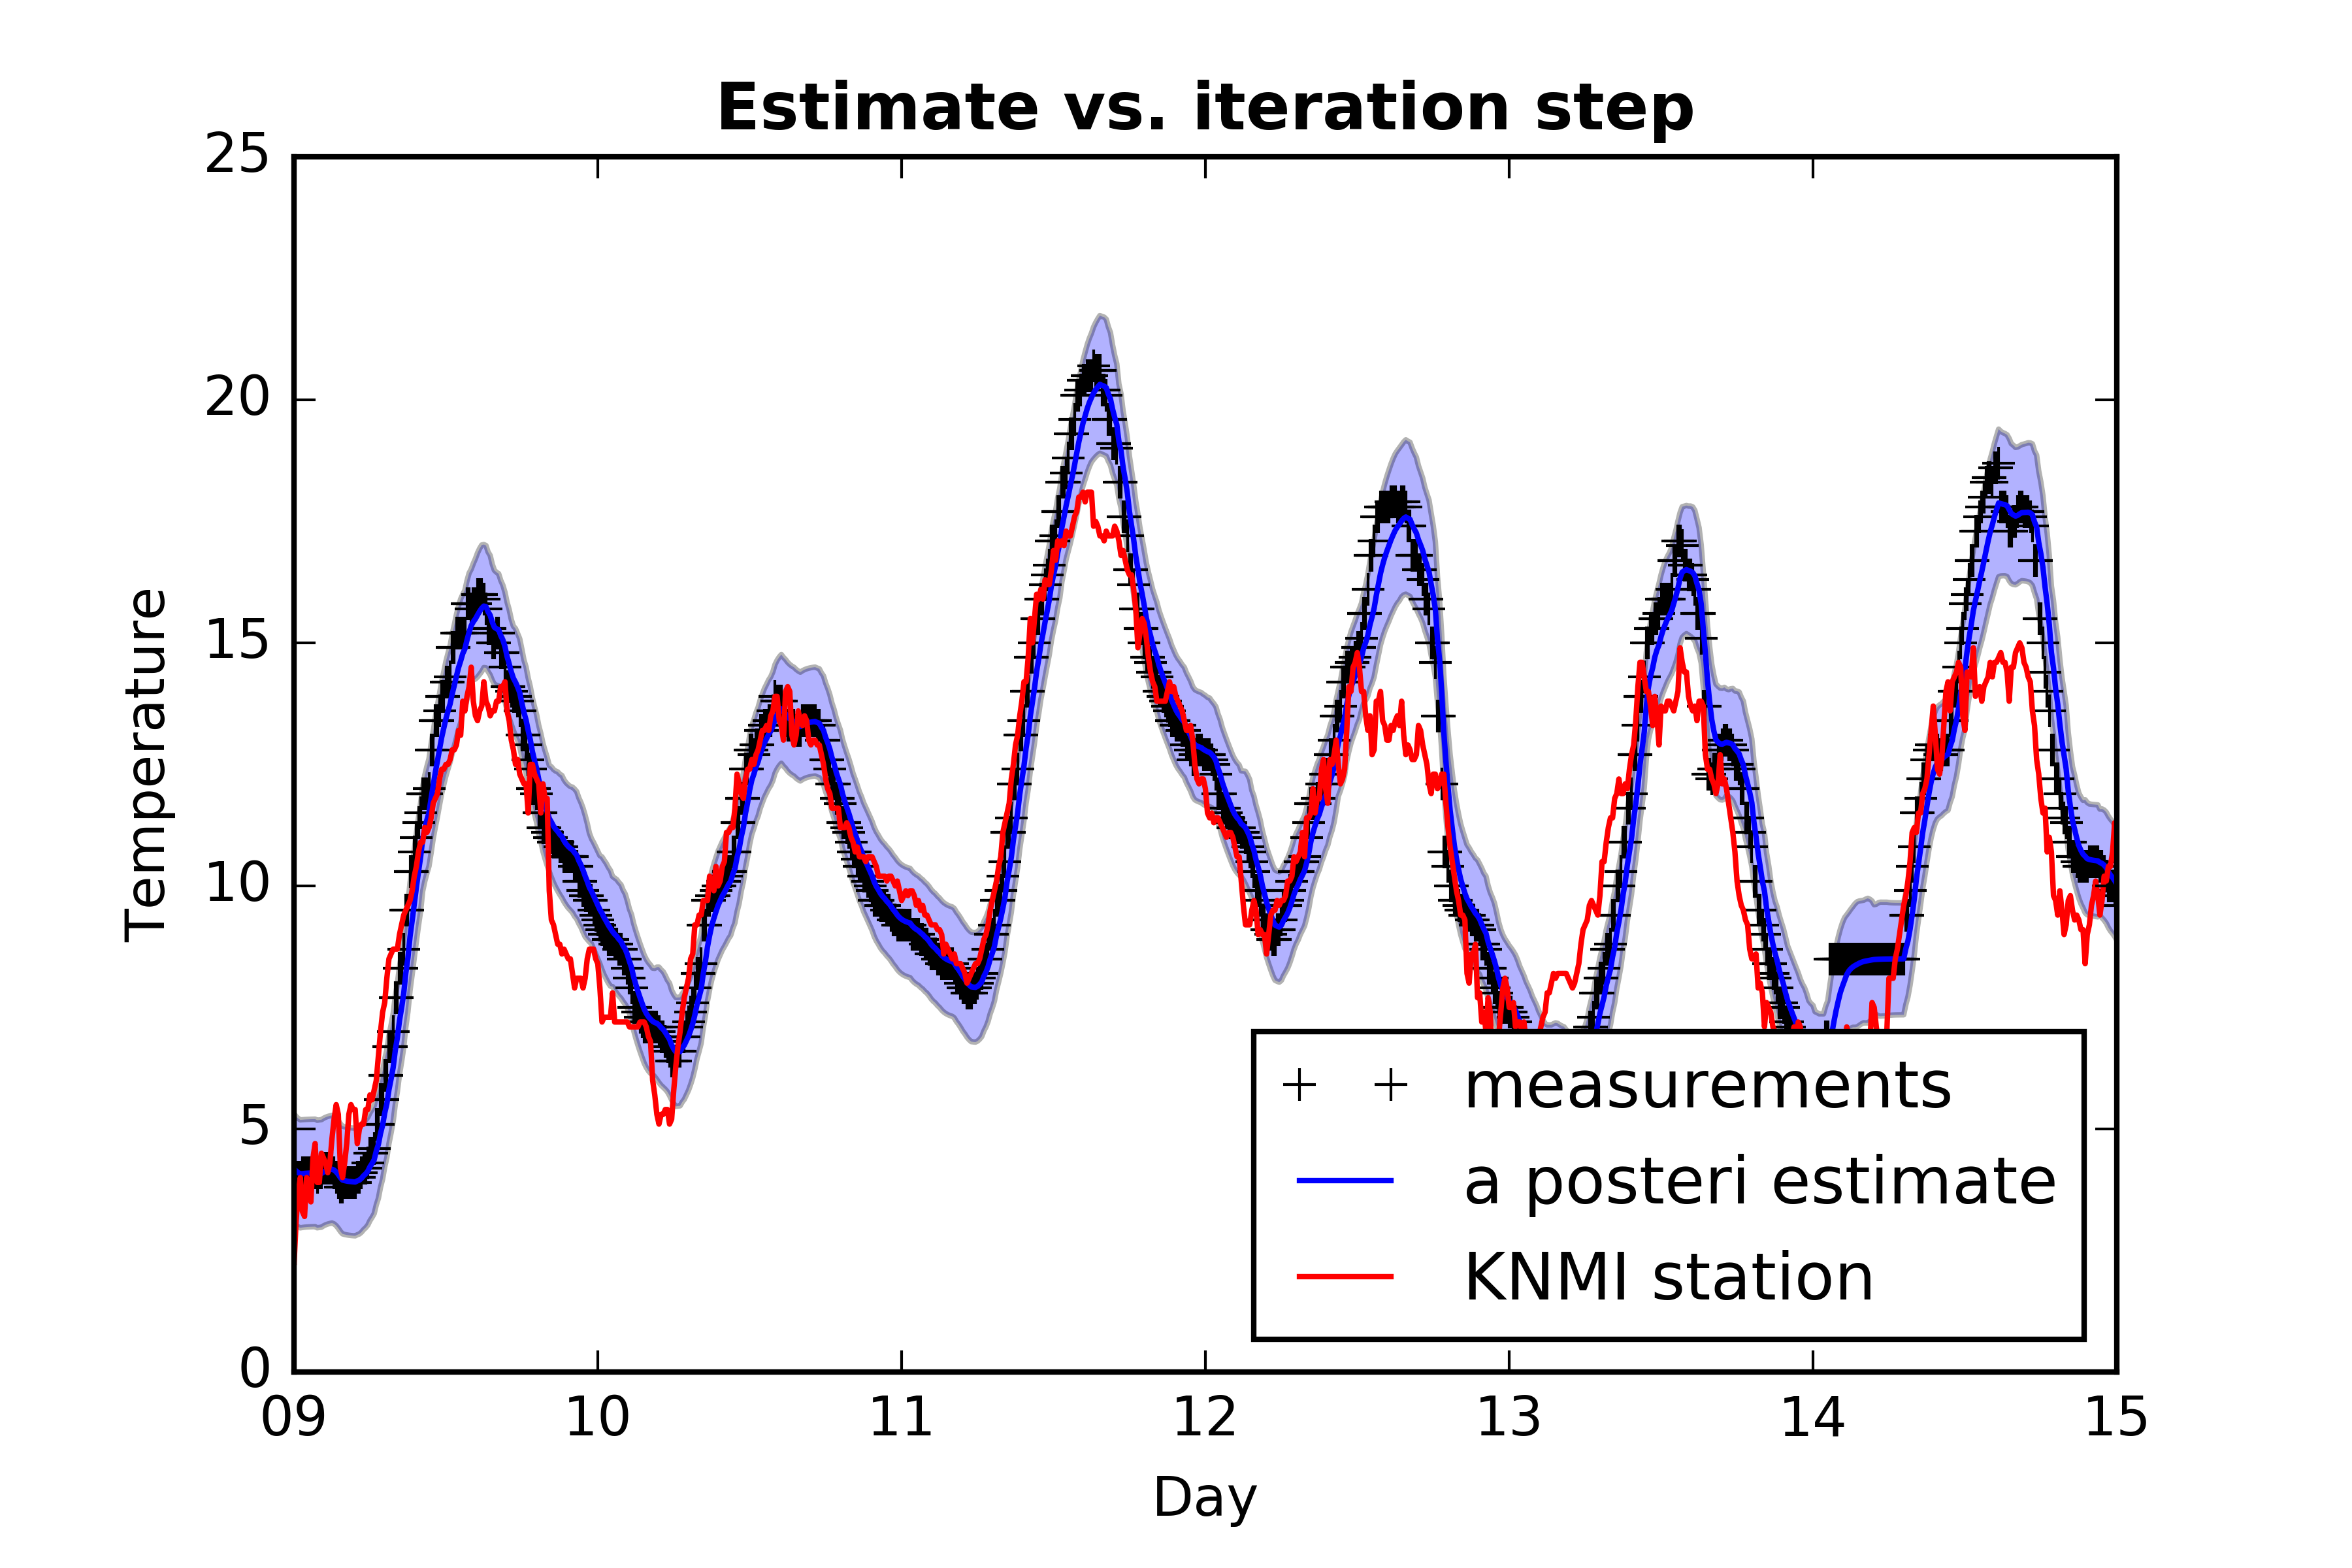 Estimate vs. iteration step
25
20
15
10
5
0
Temperature
09 10 11 12 13 14 15
Day
measurements
a posteri estimate
KNMI station